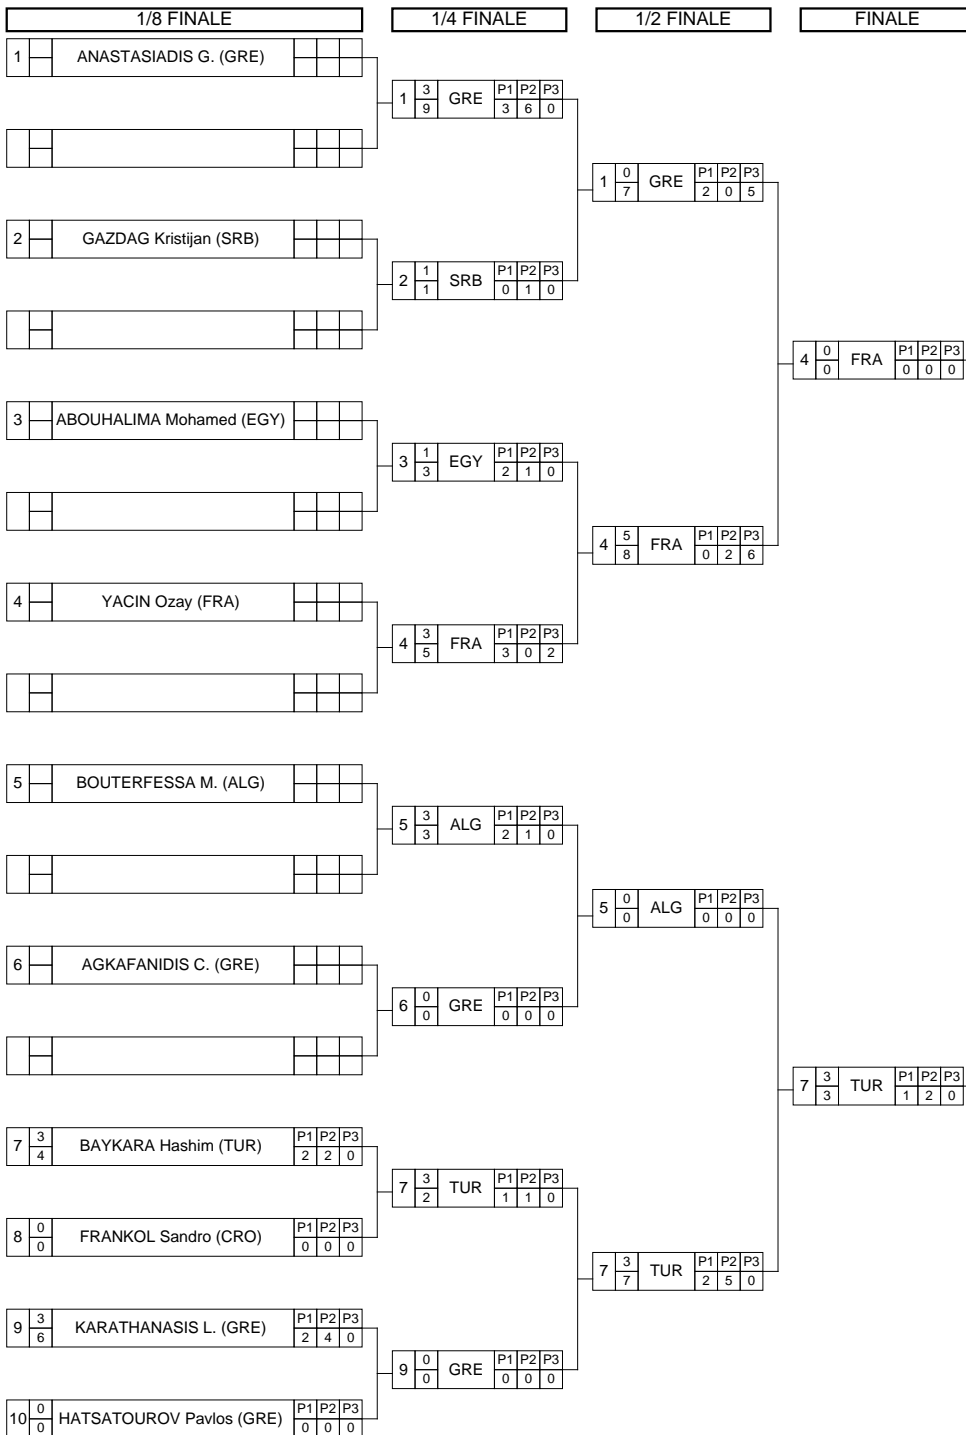 1/8 FINALE 1/4 FINALE 1/2 FINALE FINALE
1 ANASTASIADIS G. (GRE)
1 3 9 GRE P1 P2 P3 3 6 0
1 0 7 GRE P1 P2 P3 2 0 5
2 GAZDAG Kristijan (SRB)
2 1 1 SRB P1 P2 P3 0 1 0
4 0 0 FRA P1 P2 P3 0 0 0
3 ABOUHALIMA Mohamed (EGY)
3 1 3 EGY P1 P2 P3 2 1 0
4 5 8 FRA P1 P2 P3 0 2 6
4 YACIN Ozay (FRA)
4 3 5 FRA P1 P2 P3 3 0 2
5 BOUTERFESSA M. (ALG)
5 3 3 ALG P1 P2 P3 2 1 0
5 0 0 ALG P1 P2 P3 0 0 0
6 AGKAFANIDIS C. (GRE)
6 0 0 GRE P1 P2 P3 0 0 0
7 3 3 TUR P1 P2 P3 1 2 0
7 3 4 BAYKARA Hashim (TUR) P1 P2 P3 2 2 0
7 3 2 TUR P1 P2 P3 1 1 0
8 0 0 FRANKOL Sandro (CRO) P1 P2 P3 0 0 0
7 3 7 TUR P1 P2 P3 2 5 0
9 3 6 KARATHANASIS L. (GRE) P1 P2 P3 2 4 0
9 0 0 GRE P1 P2 P3 0 0 0
10 0 0 HATSATOUROV Pavlos (GRE) P1 P2 P3 0 0 0